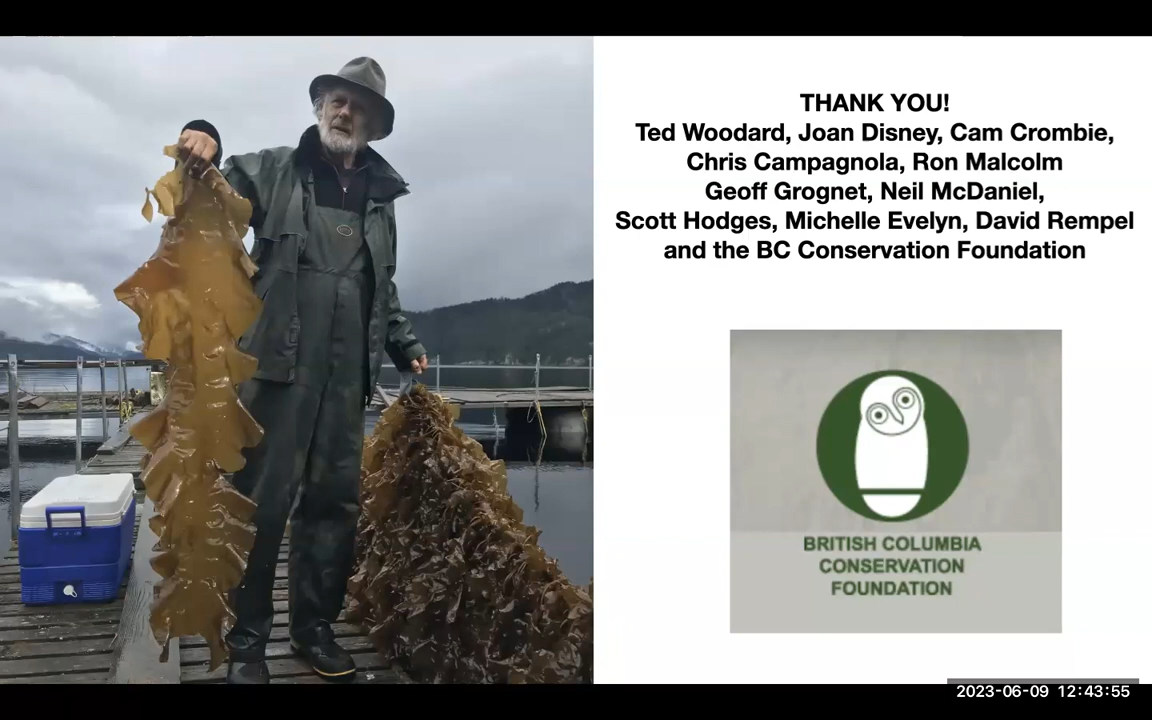 THANK YOU!
Ted Woodard, Joan Disney, Cam Crombie,
Chris Campagnola, Ron Malcolm
Geoff Grognet, Neil McDaniel,
Scott Hodges, Michelle Evelyn, David Rempel
and the BC Conservation Foundation
BRITISH COLUMBIA
CONSERVATION
FOUNDATION
2023-06-09 12:43:55